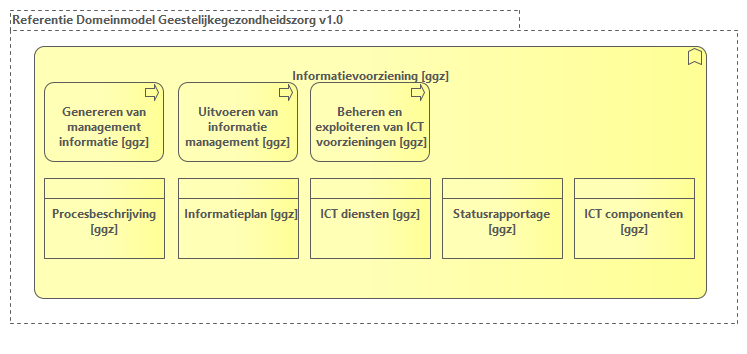 Referentie Domeinmodel Geestelijkegezondheidszorg v1.0
Informatievoorziening [ggz]
Genereren van
management
informatie [ggz]
Uitvoeren van
informatie
management [ggz]
Beheren en
exploiteren van ICT
voorzieningen [ggz]
Procesbeschrijving
[ggz]
Informatieplan [ggz]
ICT diensten [ggz]
Statusrapportage
[ggz]
ICT componenten
[ggz]